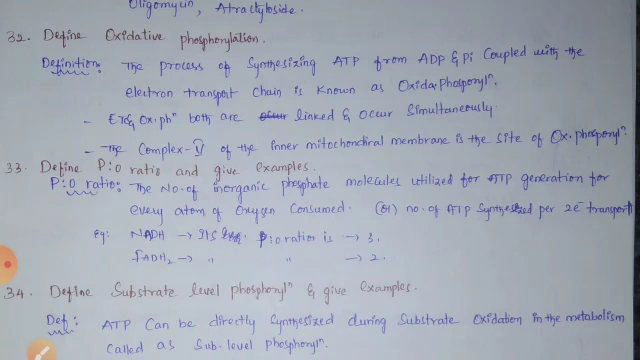 Oligomycin, Atractyloside.
32. Define Oxidative phosphorylation.
Definition: The process of Synthesizing ATP from ADP & Pi Coupled with the
electron transport Chain is Known as Oxida.Phosporylⁿ.
- ETC & OX.phⁿ Both are linked & Occur Simultaneously.
- The Complex-V of the inner mitochondiral membrane is the Site of Ox.phosporylⁿ.
33. Define P:O ratio and give examples.
P:O ratio: The No. of inorganic phosphate molecules utilized for ATP generation for
every atom of Oxygen Consumed. (or) no. of ATP Synthesized per 2e⁻ transport
Eg: NADH → its P:O ratio is → 3.
FADH₂ → " " → 2.
34. Define Substrate level phosphorylⁿ & give examples.
Def: ATP Can be directly Synthesized during Substrate Oxidation in the metabolism
Called as Sub-level phosphorylⁿ.